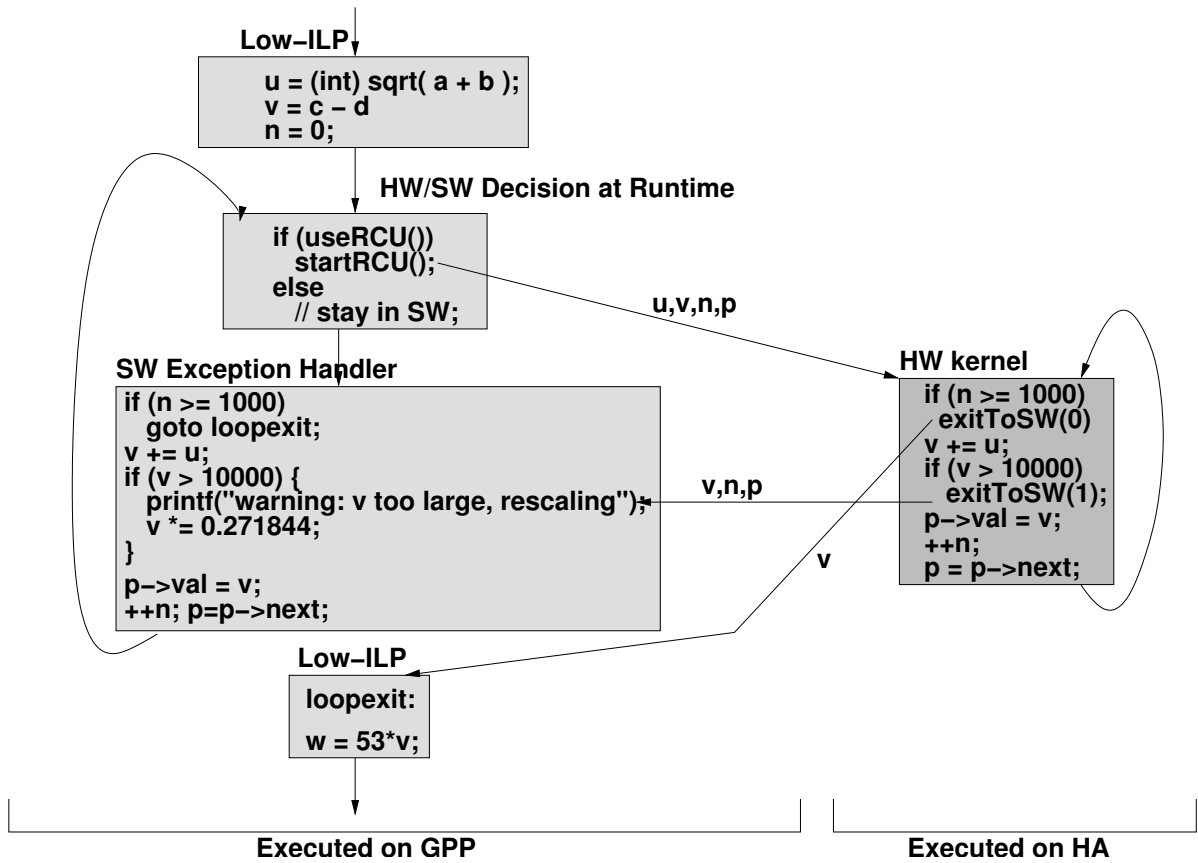 Low−ILP
u = (int) sqrt( a + b );
v = c − d
n = 0;
HW/SW Decision at Runtime
if (useRCU())
startRCU();
else
// stay in SW;
u,v,n,p
SW Exception Handler
if (n >= 1000)
goto loopexit;
v += u;
if (v > 10000) {
printf("warning: v too large, rescaling");
v *= 0.271844;
}
p−>val = v;
++n; p=p−>next;
HW kernel
if (n >= 1000)
exitToSW(0)
v += u;
if (v > 10000)
exitToSW(1);
p−>val = v;
++n;
p = p−>next;
v,n,p
v
Low−ILP
loopexit:
w = 53*v;
Executed on GPP
Executed on HA